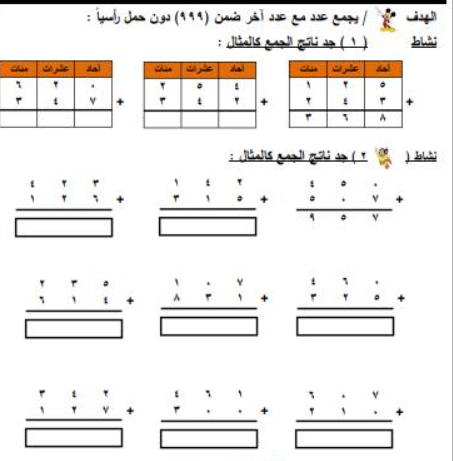 الهدف / يجمع عدد مع عدد آخر ضمن (٩٩٩) دون حمل رأسياً :
نشاط ( ١ ) جد ناتج الجمع كالمثال :
آحاد عشرات مئات آحاد عشرات مئات آحاد عشرات مئات
١ ٢ ٥ ٢ ٥ ٤ ٦ ٢ ٠
٢ ٤ ٣ + ٣ ٤ ٢ + ٣ ٤ ٧ +
٣ ٦ ٨
نشاط ( ٢ ) جد ناتج الجمع كالمثال :
٤ ٥ ٠ ١ ٤ ٢ ٤ ٢ ٣
٥ ٠ ٧ + ٣ ١ ٥ + ١ ٢ ٦ +
٩ ٥ ٧
٤ ٦ ٠ ١ ٠ ٧ ٢ ٣ ٥
٣ ٢ ٥ + ٨ ٣ ١ + ٦ ١ ٤ +
٦ ٠ ٧ ٤ ٦ ١ ٣ ٤ ٢
٢ ١ ٠ + ٣ ٠ ٠ + ١ ٢ ٧ +